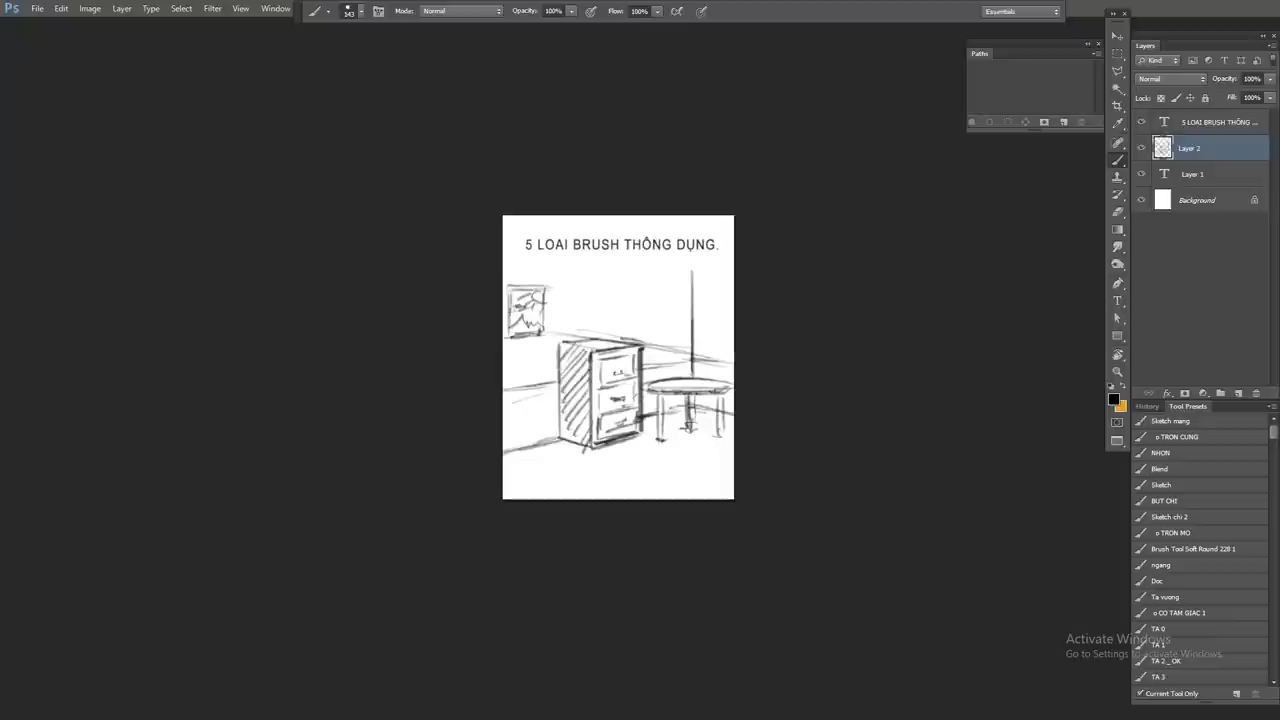 Ps File Edit Image Layer Type Select Filter View Window
143 Mode: Normal Opacity: 100% Flow: 100% Essentials
Paths
Layers
Kind
Normal Opacity: 100%
Lock: Fill: 100%
5 LOAI BRUSH THÔNG ...
Layer 2
Layer 1
Background
5 LOẠI BRUSH THÔNG DỤNG.
History Tool Presets
Sketch mang
o TRON CUNG
NHON
Blend
Sketch
BUT CHI
Sketch chi 2
o TRON MO
Brush Tool Soft Round 228 1
ngang
Doc
Ta vuong
o CO TAM GIAC 1
TA 0
TA 1
TA 2 _OK
TA 3
Current Tool Only
Activate Windows
Go to Settings to activate Windows.